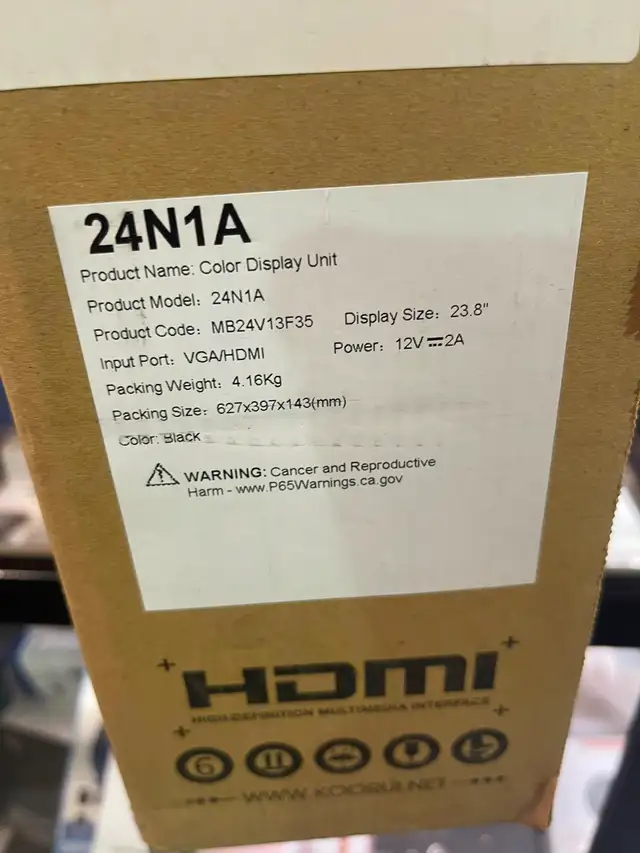 24N1A
Product Name: Color Display Unit
Product Model: 24N1A
Product Code: MB24V13F35 Display Size: 23.8"
Input Port: VGA/HDMI Power: 12V⎓2A
Packing Weight: 4.16Kg
Packing Size: 627x397x143(mm)
Color: Black
WARNING: Cancer and Reproductive
Harm - www.P65Warnings.ca.gov
HDMI
HIGH-DEFINITION MULTIMEDIA INTERFACE
WWW.KOORUI.NET